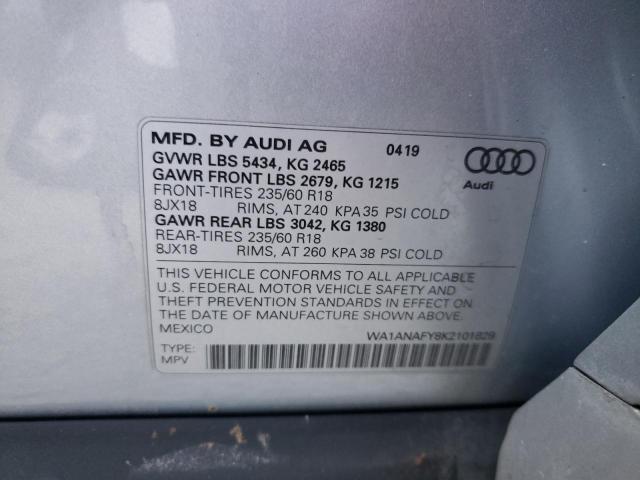 MFD. BY AUDI AG 0419
GVWR LBS 5434, KG 2465
GAWR FRONT LBS 2679, KG 1215
FRONT-TIRES 235/60 R18
8JX18 RIMS, AT 240 KPA 35 PSI COLD
GAWR REAR LBS 3042, KG 1380
REAR-TIRES 235/60 R18
8JX18 RIMS, AT 260 KPA 38 PSI COLD
Audi
THIS VEHICLE CONFORMS TO ALL APPLICABLE
U.S. FEDERAL MOTOR VEHICLE SAFETY AND
THEFT PREVENTION STANDARDS IN EFFECT ON
THE DATE OF MANUFACTURE SHOWN ABOVE.
MEXICO
WA1ANAFY8K2101829
TYPE:
MPV